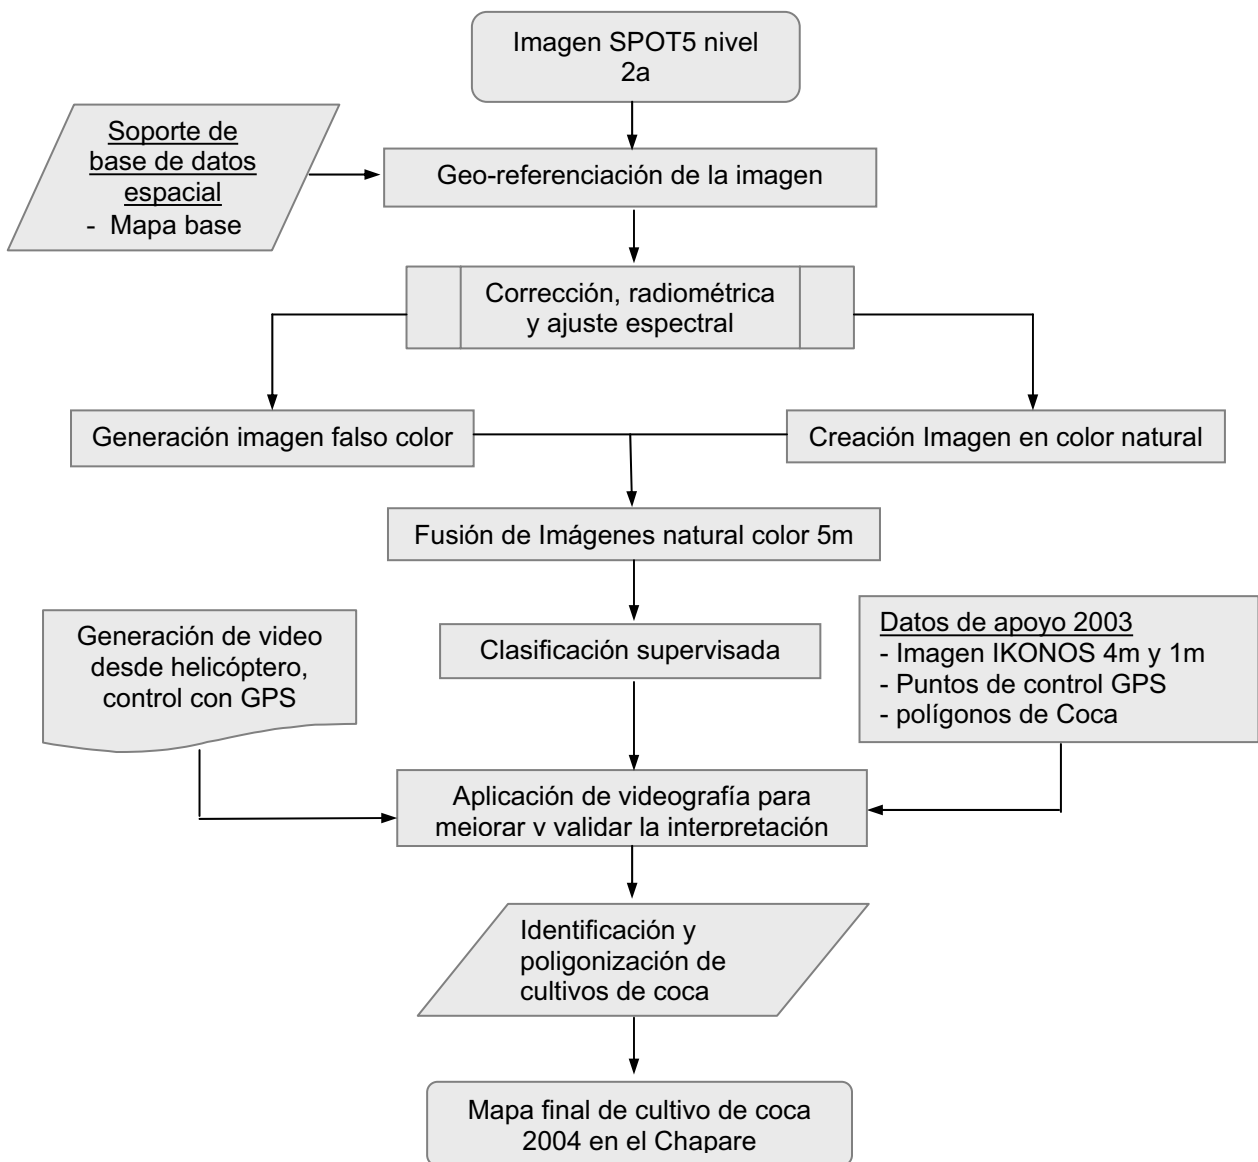 Imagen SPOT5 nivel
2a
Soporte de
base de datos
espacial
- Mapa base
Geo-referenciación de la imagen
Corrección, radiométrica
y ajuste espectral
Generación imagen falso color
Creación Imagen en color natural
Fusión de Imágenes natural color 5m
Generación de video
desde helicóptero,
control con GPS
Clasificación supervisada
Datos de apoyo 2003
- Imagen IKONOS 4m y 1m
- Puntos de control GPS
- polígonos de Coca
Aplicación de videografía para
mejorar y validar la interpretación
Identificación y
poligonización de
cultivos de coca
Mapa final de cultivo de coca
2004 en el Chapare